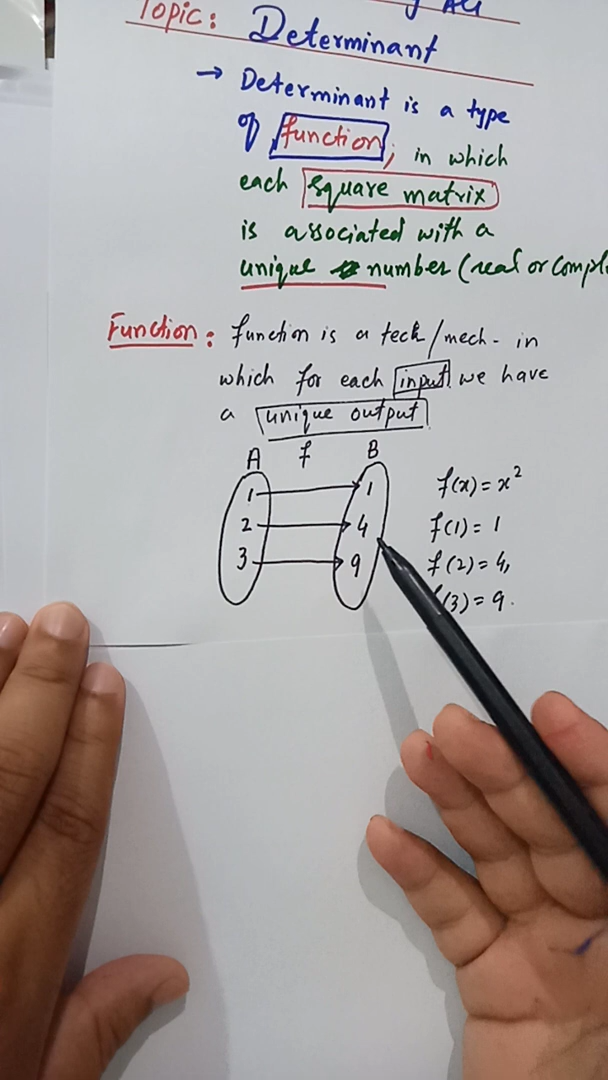 Topic: Determinant
→ Determinant is a type
of function, in which
each square matrix
is associated with a
unique number (real or compl
Function: function is a tech/mech- in
which for each input we have
a unique output
A f B
1 1 f(x) = x²
2 4 f(1) = 1
3 9 f(2) = 4,
(3) = 9.